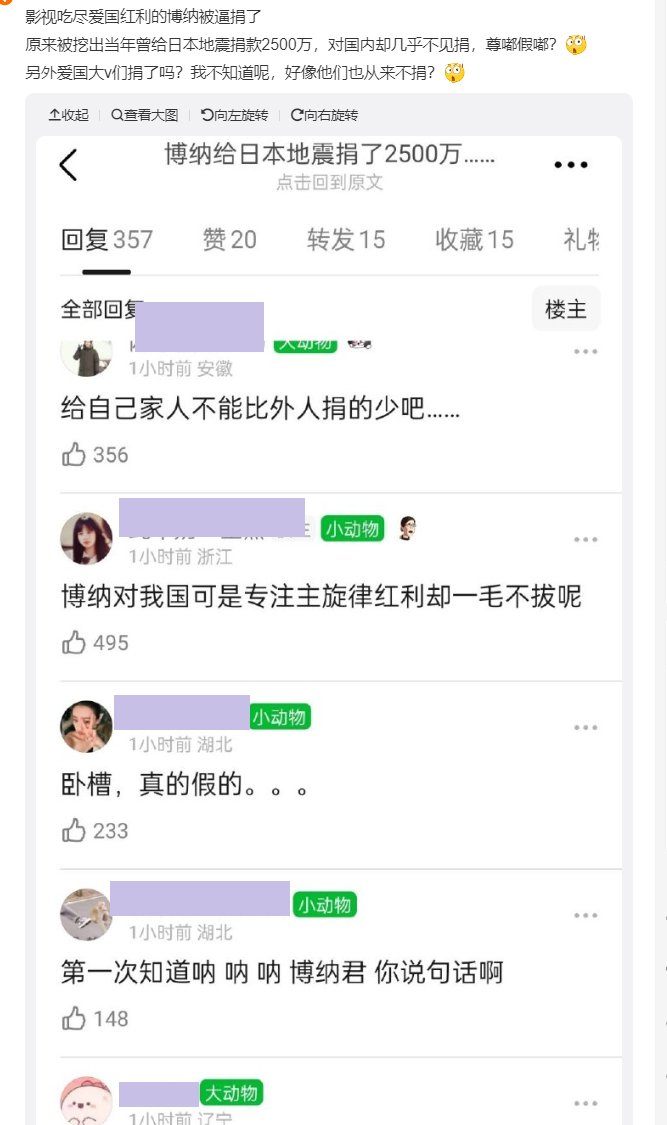 影视吃尽爱国红利的博纳被逼捐了
原来被挖出当年曾给日本地震捐款2500万，对国内却几乎不见捐，尊嘟假嘟？
另外爱国大v们捐了吗？我不知道呢，好像他们也从来不捐？
收起 查看大图 向左旋转 向右旋转
博纳给日本地震捐了2500万......
点击回到原文
回复 357 赞 20 转发 15 收藏 15 礼物
全部回复
楼主
大动物
1小时前 安徽
给自己家人不能比外人捐的少吧......
356
小动物
1小时前 浙江
博纳对我国可是专注主旋律红利却一毛不拔呢
495
小动物
1小时前 湖北
卧槽，真的假的。。。
233
小动物
1小时前 湖北
第一次知道呐 呐 呐 博纳君 你说句话啊
148
大动物
1小时前 辽宁